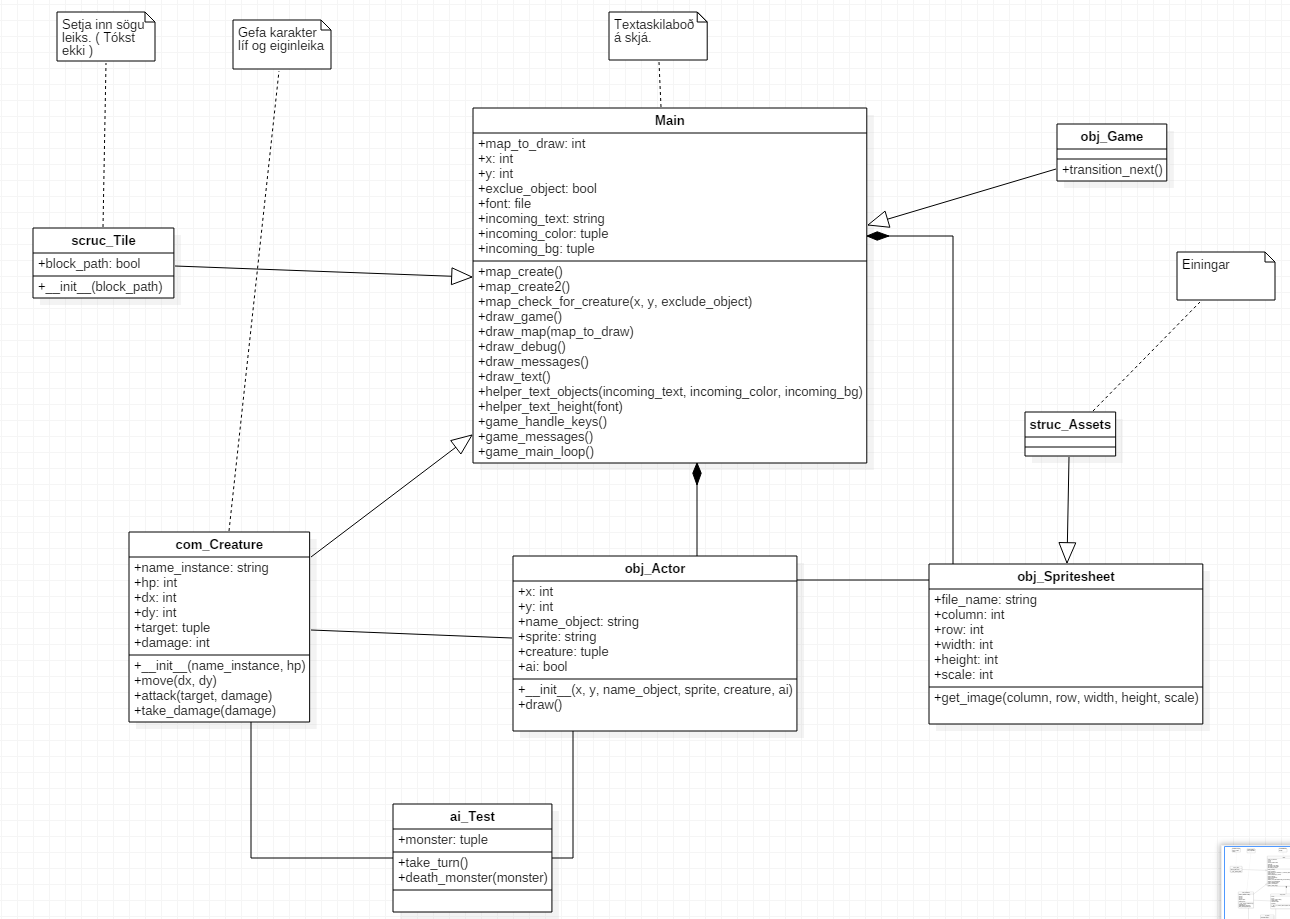 Setja inn sögu
leiks. ( Tókst
ekki )
Gefa karakter
líf og eiginleika
Textaskilaboð
á skjá.
Main
+map_to_draw: int
+x: int
+y: int
+exclue_object: bool
+font: file
+incoming_text: string
+incoming_color: tuple
+incoming_bg: tuple
+map_create()
+map_create2()
+map_check_for_creature(x, y, exclude_object)
+draw_game()
+draw_map(map_to_draw)
+draw_debug()
+draw_messages()
+draw_text()
+helper_text_objects(incoming_text, incoming_color, incoming_bg)
+helper_text_height(font)
+game_handle_keys()
+game_messages()
+game_main_loop()
obj_Game
+transition_next()
scruc_Tile
+block_path: bool
+__init__(block_path)
Einingar
struc_Assets
com_Creature
+name_instance: string
+hp: int
+dx: int
+dy: int
+target: tuple
+damage: int
+__init__(name_instance, hp)
+move(dx, dy)
+attack(target, damage)
+take_damage(damage)
obj_Actor
+x: int
+y: int
+name_object: string
+sprite: string
+creature: tuple
+ai: bool
+__init__(x, y, name_object, sprite, creature, ai)
+draw()
obj_Spritesheet
+file_name: string
+column: int
+row: int
+width: int
+height: int
+scale: int
+get_image(column, row, width, height, scale)
ai_Test
+monster: tuple
+take_turn()
+death_monster(monster)